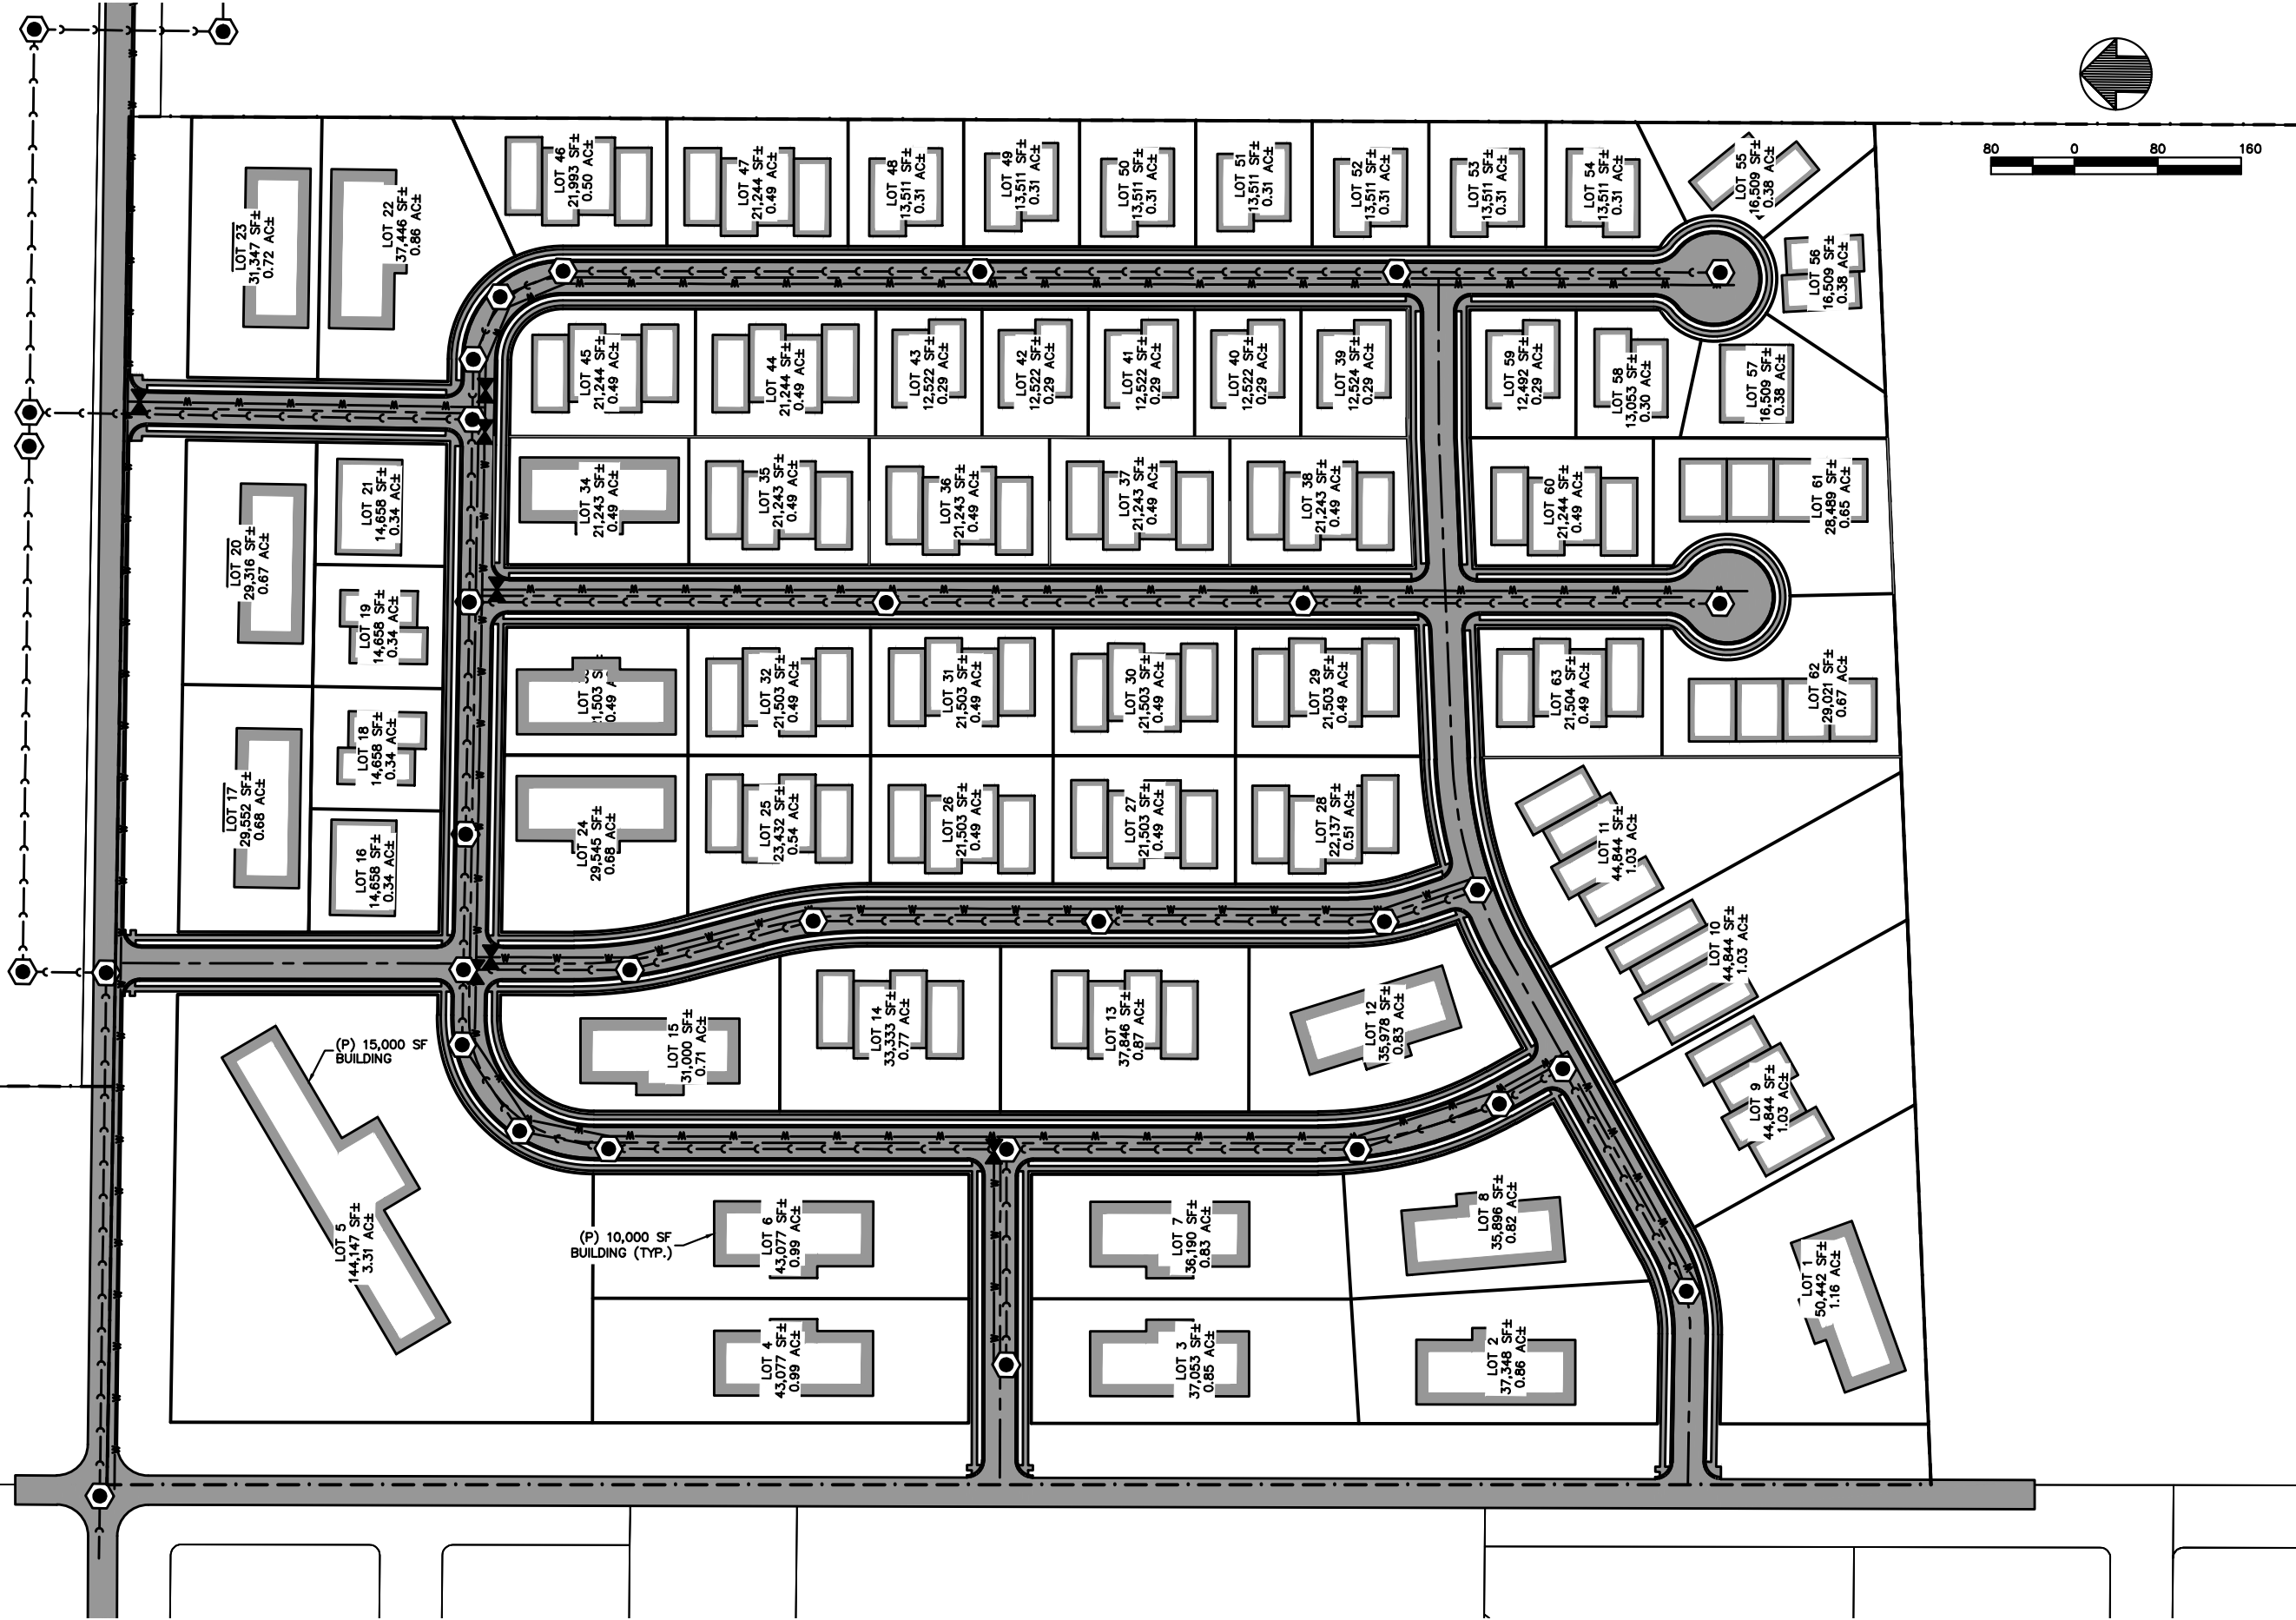 80 0 80 160
LOT 23
31,347 SF±
0.72 AC±
LOT 22
37,446 SF±
0.86 AC±
LOT 46
21,993 SF±
0.50 AC±
LOT 47
21,244 SF±
0.49 AC±
LOT 48
13,511 SF±
0.31 AC±
LOT 49
13,511 SF±
0.31 AC±
LOT 50
13,511 SF±
0.31 AC±
LOT 51
13,511 SF±
0.31 AC±
LOT 52
13,511 SF±
0.31 AC±
LOT 53
13,511 SF±
0.31 AC±
LOT 54
13,511 SF±
0.31 AC±
LOT 55
16,509 SF±
0.38 AC±
LOT 56
16,509 SF±
0.38 AC±
LOT 45
21,244 SF±
0.49 AC±
LOT 44
21,244 SF±
0.49 AC±
LOT 43
12,522 SF±
0.29 AC±
LOT 42
12,522 SF±
0.29 AC±
LOT 41
12,522 SF±
0.29 AC±
LOT 40
12,522 SF±
0.29 AC±
LOT 39
12,524 SF±
0.29 AC±
LOT 59
12,492 SF±
0.29 AC±
LOT 58
13,053 SF±
0.30 AC±
LOT 57
16,509 SF±
0.38 AC±
LOT 20
29,316 SF±
0.67 AC±
LOT 21
14,658 SF±
0.34 AC±
LOT 34
21,243 SF±
0.49 AC±
LOT 35
21,243 SF±
0.49 AC±
LOT 36
21,243 SF±
0.49 AC±
LOT 37
21,243 SF±
0.49 AC±
LOT 38
21,243 SF±
0.49 AC±
LOT 60
21,244 SF±
0.49 AC±
LOT 61
28,489 SF±
0.65 AC±
LOT 19
14,658 SF±
0.34 AC±
LOT
0.49
LOT 32
21,503 SF±
0.49 AC±
LOT 31
21,503 SF±
0.49 AC±
LOT 30
21,503 SF±
0.49 AC±
LOT 29
21,503 SF±
0.49 AC±
LOT 63
21,504 SF±
0.49 AC±
LOT 62
29,021 SF±
0.67 AC±
LOT 17
29,552 SF±
0.68 AC±
LOT 18
14,658 SF±
0.34 AC±
LOT 16
14,658 SF±
0.34 AC±
LOT 24
29,545 SF±
0.68 AC±
LOT 25
23,432 SF±
0.54 AC±
LOT 26
21,503 SF±
0.49 AC±
LOT 27
21,503 SF±
0.49 AC±
LOT 28
22,137 SF±
0.51 AC±
LOT 11
44,844 SF±
1.03 AC±
LOT 10
44,844 SF±
1.03 AC±
LOT 9
44,844 SF±
1.03 AC±
(P) 15,000 SF
BUILDING
LOT 15
31,000 SF±
0.71 AC±
LOT 14
33,333 SF±
0.77 AC±
LOT 13
37,846 SF±
0.87 AC±
LOT 12
35,978 SF±
0.83 AC±
LOT 5
144,147 SF±
3.31 AC±
(P) 10,000 SF
BUILDING (TYP.)
LOT 6
43,077 SF±
0.99 AC±
LOT 7
36,190 SF±
0.83 AC±
LOT 8
35,896 SF±
0.82 AC±
LOT 1
50,442 SF±
1.16 AC±
LOT 4
43,077 SF±
0.99 AC±
LOT 3
37,053 SF±
0.85 AC±
LOT 2
37,348 SF±
0.86 AC±